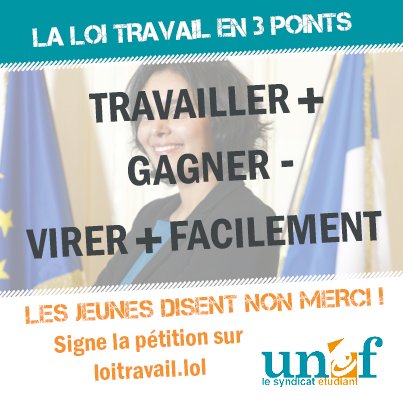 LA LOI TRAVAIL EN 3 POINTS
TRAVAILLER +
GAGNER -
VIRER + FACILEMENT
LES JEUNES DISENT NON MERCI !
Signe la pétition sur
loitravail.lol
unef
le syndicat étudiant